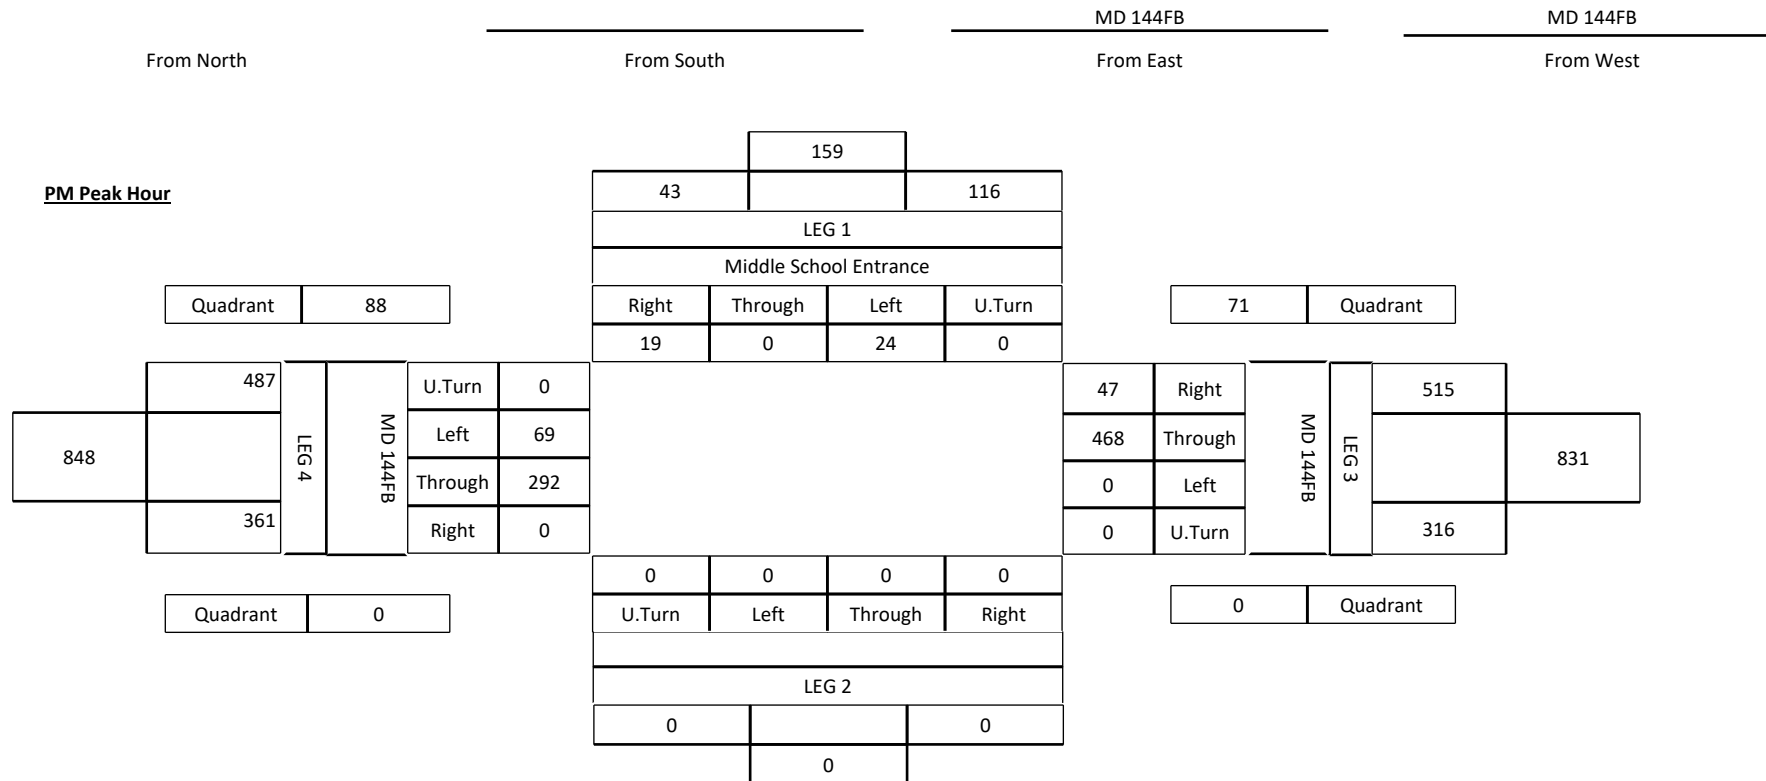 MD 144FB MD 144FB
From North From South From East From West
159
PM Peak Hour
43 116
LEG 1
Middle School Entrance
Quadrant 88
Right Through Left U.Turn
71 Quadrant
19 0 24 0
487 U.Turn 0
47 Right 515
848 LEG 4 MD 144FB Left 69
468 Through MD 144FB LEG 3 831
Through 292
0 Left
361 Right 0
0 U.Turn 316
0 0 0 0
Quadrant 0
U.Turn Left Through Right
0 Quadrant
LEG 2
0 0
0